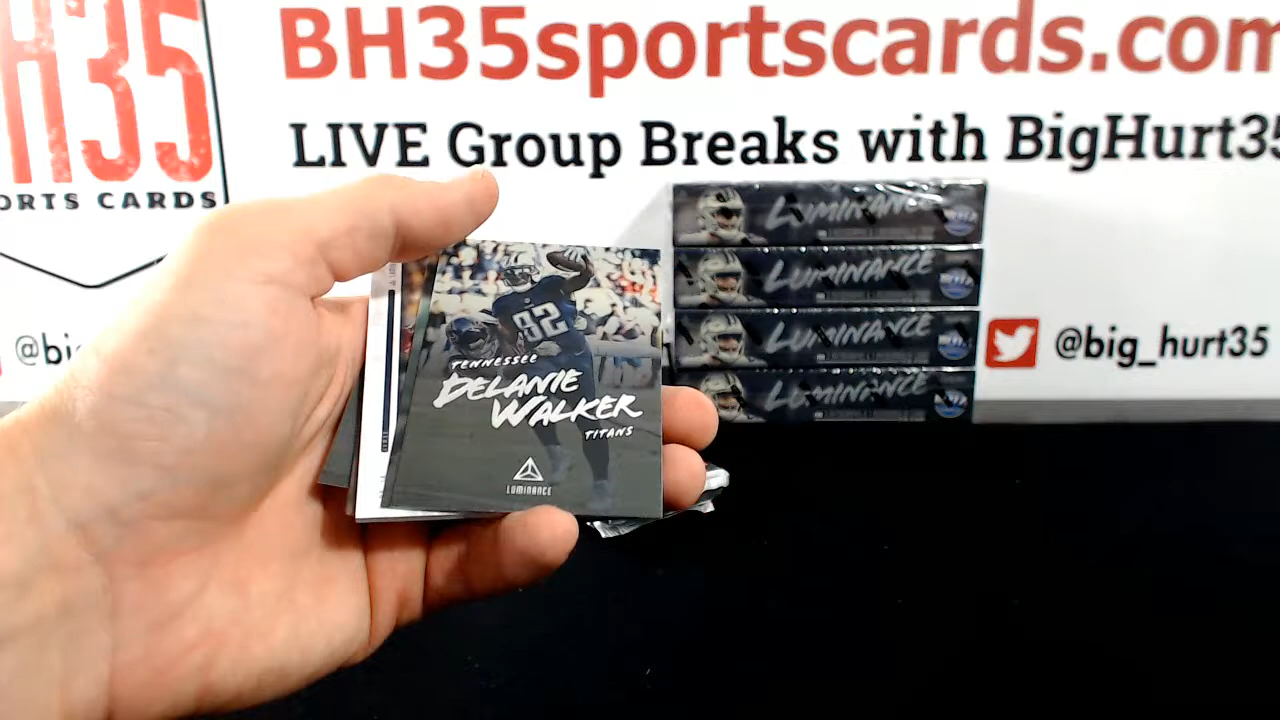 BH35sportscards.com
LIVE Group Breaks with BigHurt35
H35
ORTS CARDS
@big_hurt35
LUMINANCE
LUMINANCE
LUMINANCE
LUMINANCE
82
TENNESSEE
DELANIE
WALKER
TITANS
LUMINANCE